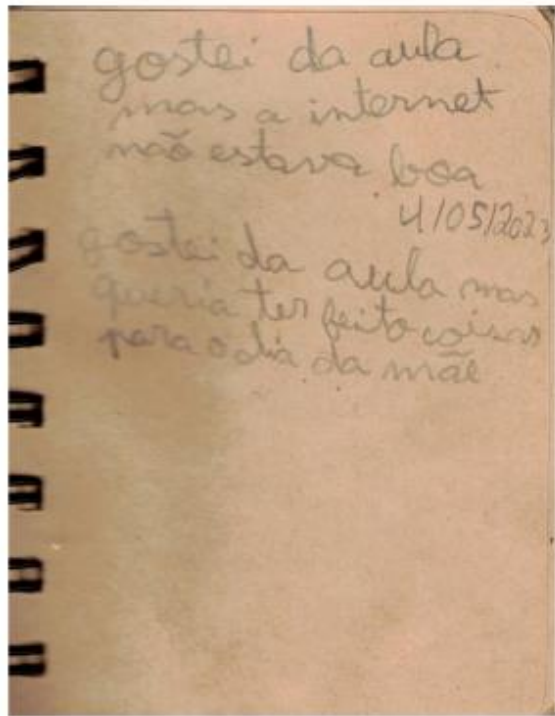 gostei da aula
mas a internet
não estava boa
4/05/2023
gostei da aula mas
queria ter feito coisas
para o dia da mãe